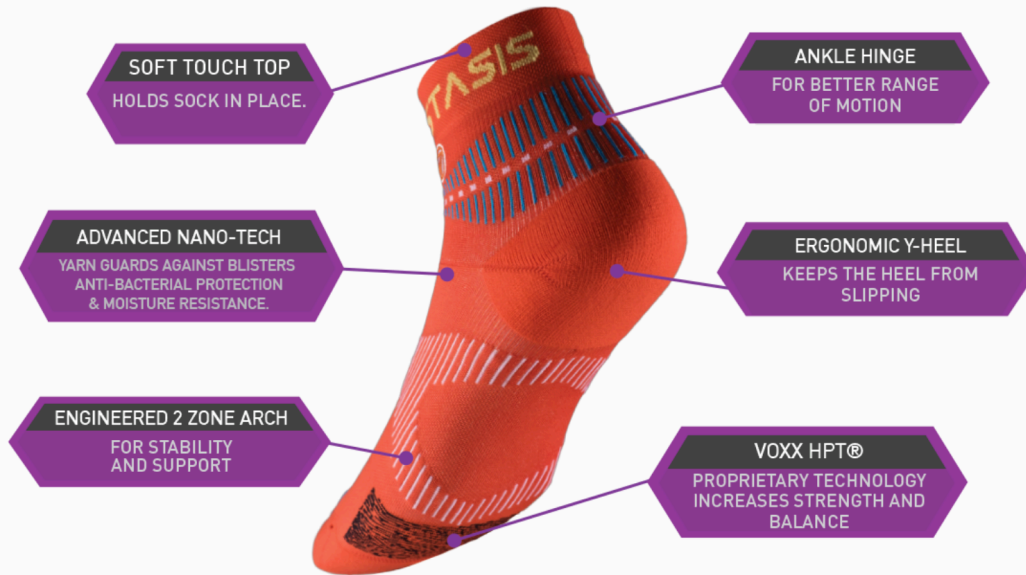 SOFT TOUCH TOP
HOLDS SOCK IN PLACE.
TASIS
ANKLE HINGE
FOR BETTER RANGE
OF MOTION
ADVANCED NANO-TECH
YARN GUARDS AGAINST BLISTERS
ANTI-BACTERIAL PROTECTION
& MOISTURE RESISTANCE.
ERGONOMIC Y-HEEL
KEEPS THE HEEL FROM
SLIPPING
ENGINEERED 2 ZONE ARCH
FOR STABILITY
AND SUPPORT
VOXX HPT®
PROPRIETARY TECHNOLOGY
INCREASES STRENGTH AND
BALANCE